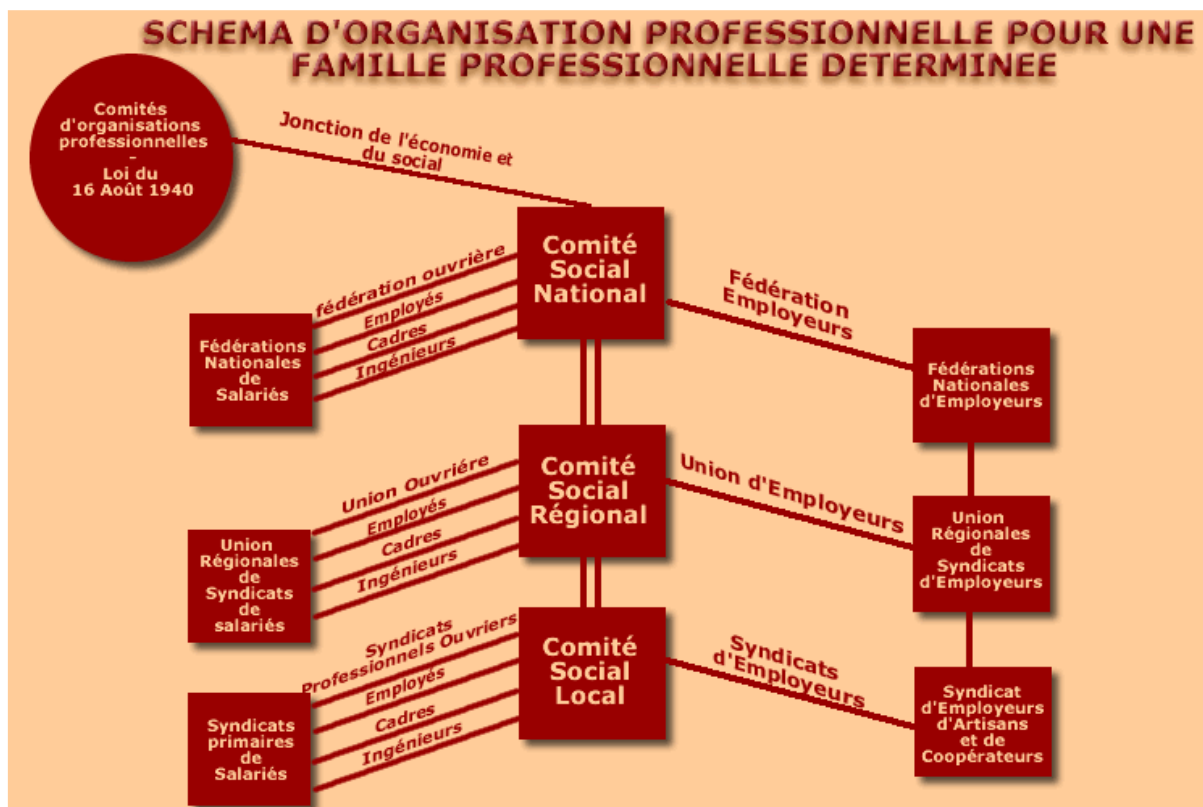 SCHEMA D'ORGANISATION PROFESSIONNELLE POUR UNE
FAMILLE PROFESSIONNELLE DETERMINEE
Comités
d'organisations
professionnelles
-
Loi du
16 Août 1940
Jonction de l'économie et
du social
Comité
Social
National
fédération ouvrière
Employés
Cadres
Ingénieurs
Fédérations
Nationales
de
Salariés
Fédération
Employeurs
Fédérations
Nationales
d'Employeurs
Comité
Social
Régional
Union Ouvriére
Employés
Cadres
Ingénieurs
Union
Régionales
de
Syndicats
de
salariés
Union d'Employeurs
Union
Régionales
de
Syndicats
d'Employeurs
Comité
Social
Local
Syndicats
Professionnels Ouvriers
Employés
Cadres
Ingénieurs
Syndicats
primaires
de
Salariés
Syndicats
d'Employeurs
Syndicat
d'Employeurs
d'Artisans
et de
Coopérateurs